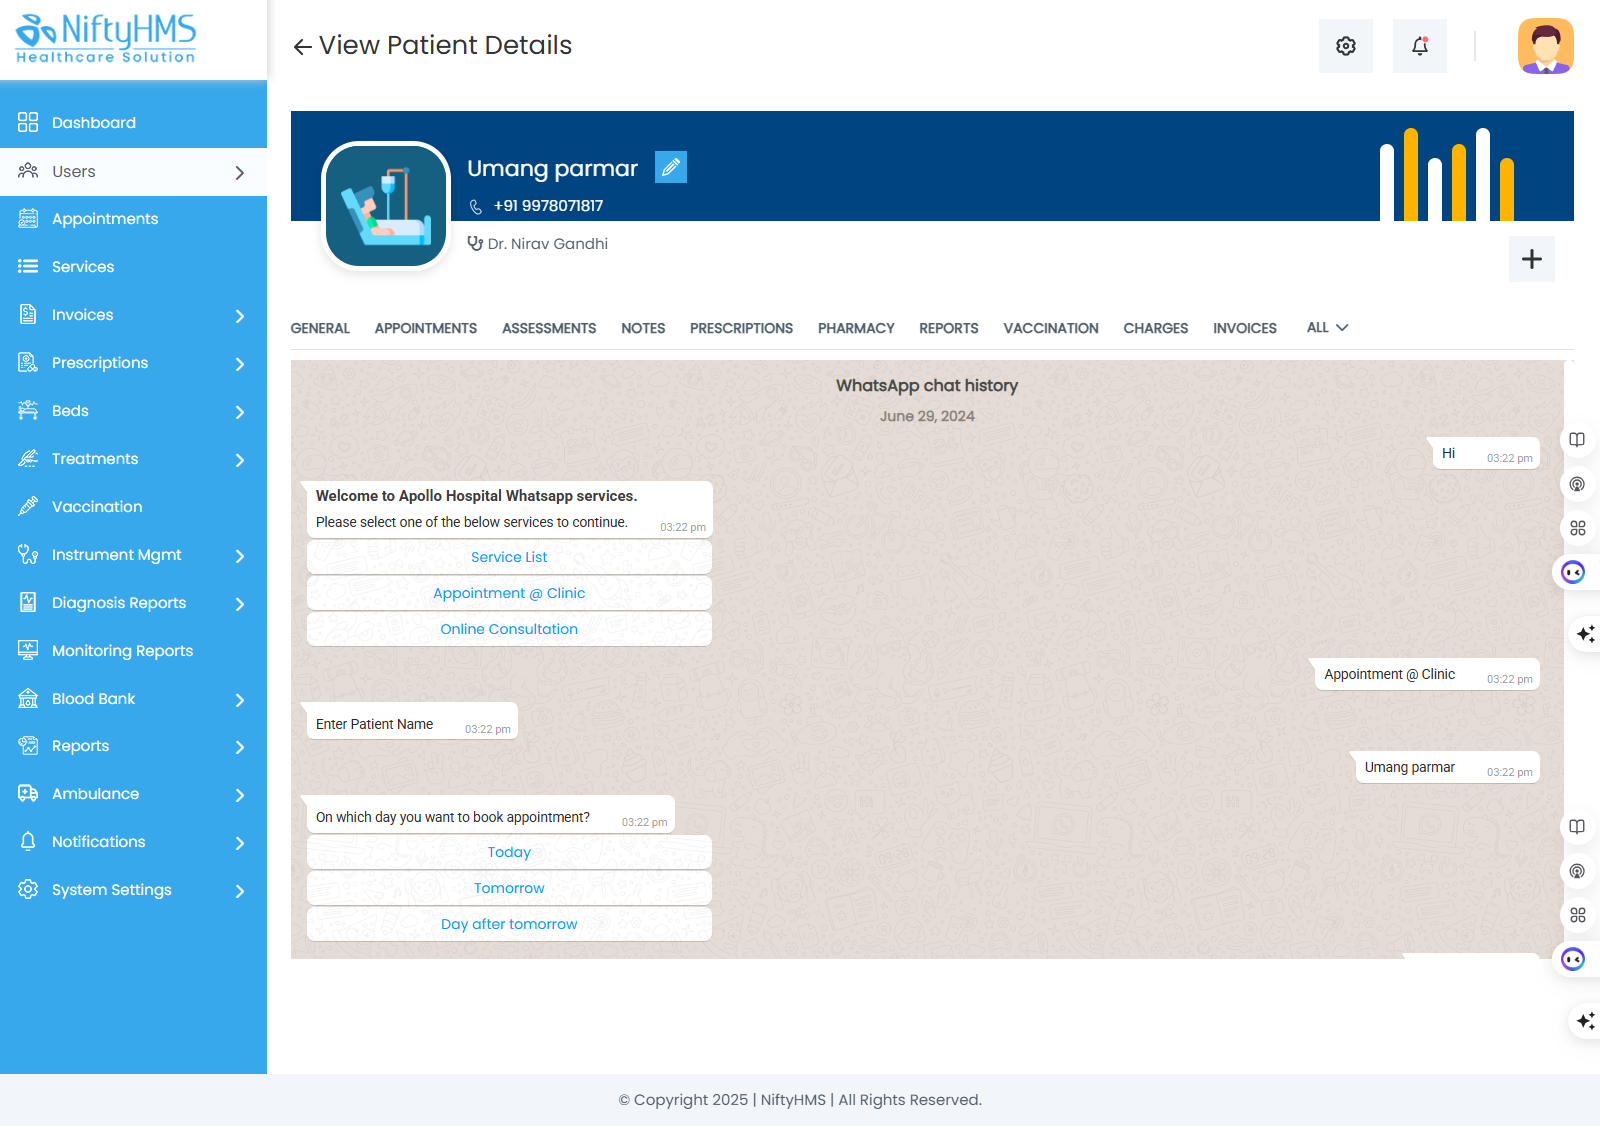 NiftyHMS
Healthcare Solution
View Patient Details
Dashboard
Users
Appointments
Services
Invoices
Prescriptions
Beds
Treatments
Vaccination
Instrument Mgmt
Diagnosis Reports
Monitoring Reports
Blood Bank
Reports
Ambulance
Notifications
System Settings
Umang parmar
+91 9978071817
Dr. Nirav Gandhi
GENERAL APPOINTMENTS ASSESSMENTS NOTES PRESCRIPTIONS PHARMACY REPORTS VACCINATION CHARGES INVOICES ALL
WhatsApp chat history
June 29, 2024
Hi 03:22 pm
Welcome to Apollo Hospital Whatsapp services.
Please select one of the below services to continue. 03:22 pm
Service List
Appointment @ Clinic
Online Consultation
Appointment @ Clinic 03:22 pm
Enter Patient Name 03:22 pm
Umang parmar 03:22 pm
On which day you want to book appointment? 03:22 pm
Today
Tomorrow
Day after tomorrow
© Copyright 2025 | NiftyHMS | All Rights Reserved.